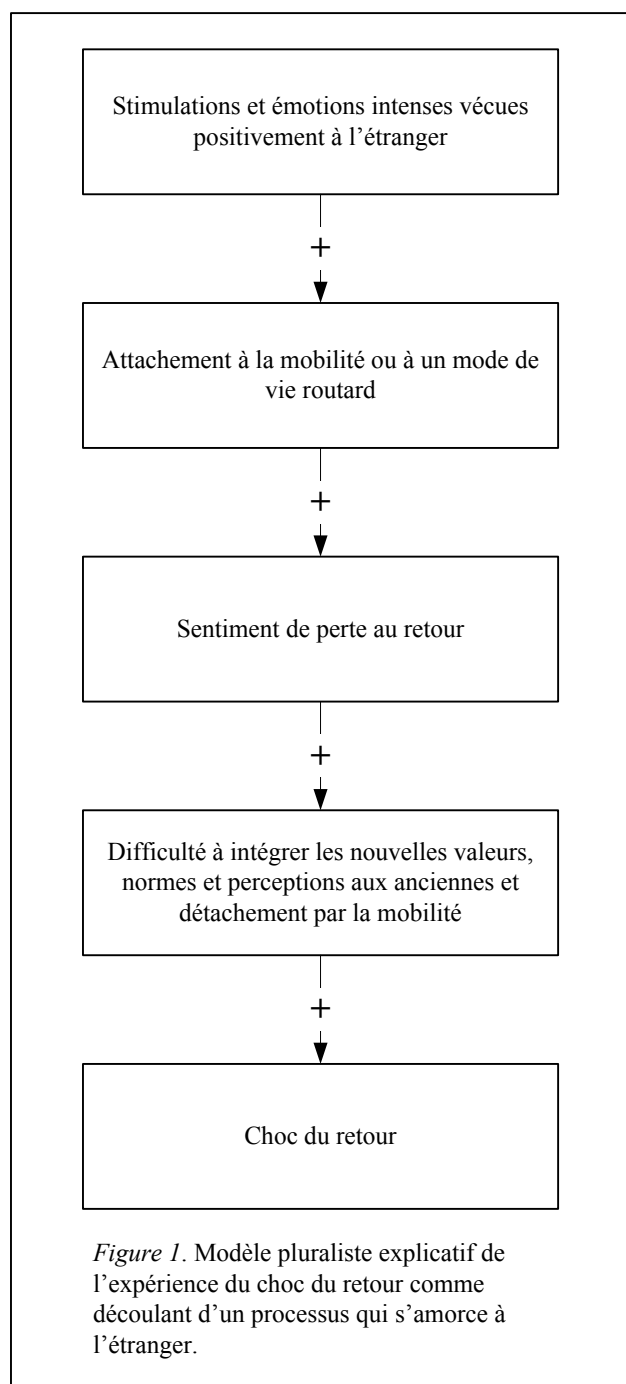 Stimulations et émotions intenses vécues
positivement à l’étranger
+
Attachement à la mobilité ou à un mode de
vie routard
+
Sentiment de perte au retour
+
Difficulté à intégrer les nouvelles valeurs,
normes et perceptions aux anciennes et
détachement par la mobilité
+
Choc du retour
Figure 1. Modèle pluraliste explicatif de
l’expérience du choc du retour comme
découlant d’un processus qui s’amorce à
l’étranger.